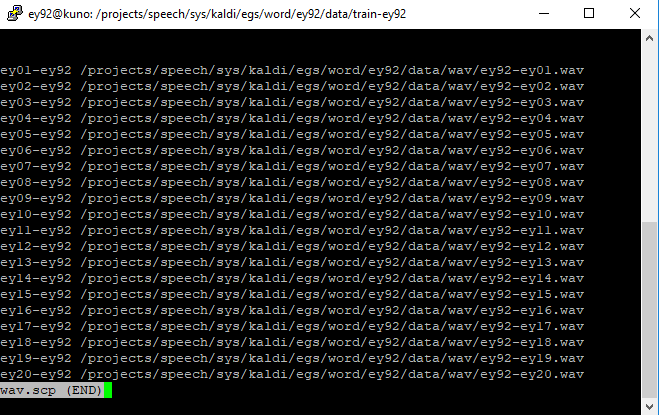 ey92@kuno: /projects/speech/sys/kaldi/egs/word/ey92/data/train-ey92
ey01-ey92 /projects/speech/sys/kaldi/egs/word/ey92/data/wav/ey92-ey01.wav
ey02-ey92 /projects/speech/sys/kaldi/egs/word/ey92/data/wav/ey92-ey02.wav
ey03-ey92 /projects/speech/sys/kaldi/egs/word/ey92/data/wav/ey92-ey03.wav
ey04-ey92 /projects/speech/sys/kaldi/egs/word/ey92/data/wav/ey92-ey04.wav
ey05-ey92 /projects/speech/sys/kaldi/egs/word/ey92/data/wav/ey92-ey05.wav
ey06-ey92 /projects/speech/sys/kaldi/egs/word/ey92/data/wav/ey92-ey06.wav
ey07-ey92 /projects/speech/sys/kaldi/egs/word/ey92/data/wav/ey92-ey07.wav
ey08-ey92 /projects/speech/sys/kaldi/egs/word/ey92/data/wav/ey92-ey08.wav
ey09-ey92 /projects/speech/sys/kaldi/egs/word/ey92/data/wav/ey92-ey09.wav
ey10-ey92 /projects/speech/sys/kaldi/egs/word/ey92/data/wav/ey92-ey10.wav
ey11-ey92 /projects/speech/sys/kaldi/egs/word/ey92/data/wav/ey92-ey11.wav
ey12-ey92 /projects/speech/sys/kaldi/egs/word/ey92/data/wav/ey92-ey12.wav
ey13-ey92 /projects/speech/sys/kaldi/egs/word/ey92/data/wav/ey92-ey13.wav
ey14-ey92 /projects/speech/sys/kaldi/egs/word/ey92/data/wav/ey92-ey14.wav
ey15-ey92 /projects/speech/sys/kaldi/egs/word/ey92/data/wav/ey92-ey15.wav
ey16-ey92 /projects/speech/sys/kaldi/egs/word/ey92/data/wav/ey92-ey16.wav
ey17-ey92 /projects/speech/sys/kaldi/egs/word/ey92/data/wav/ey92-ey17.wav
ey18-ey92 /projects/speech/sys/kaldi/egs/word/ey92/data/wav/ey92-ey18.wav
ey19-ey92 /projects/speech/sys/kaldi/egs/word/ey92/data/wav/ey92-ey19.wav
ey20-ey92 /projects/speech/sys/kaldi/egs/word/ey92/data/wav/ey92-ey20.wav
wav.scp (END)